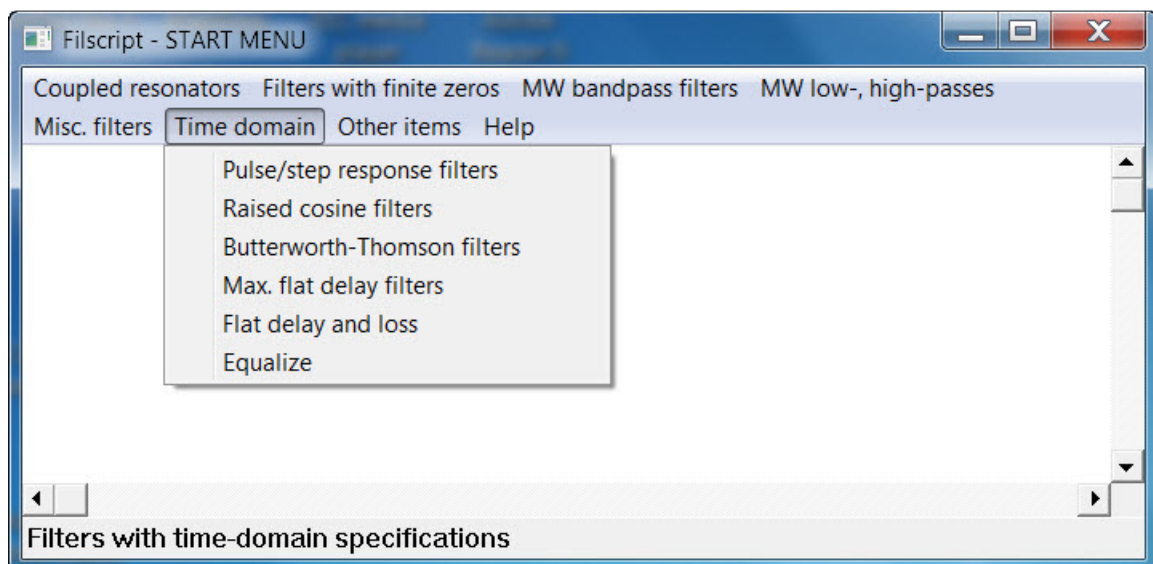 Filscript - START MENU
Coupled resonators Filters with finite zeros MW bandpass filters MW low-, high-passes
Misc. filters Time domain Other items Help
Pulse/step response filters
Raised cosine filters
Butterworth-Thomson filters
Max. flat delay filters
Flat delay and loss
Equalize
Filters with time-domain specifications